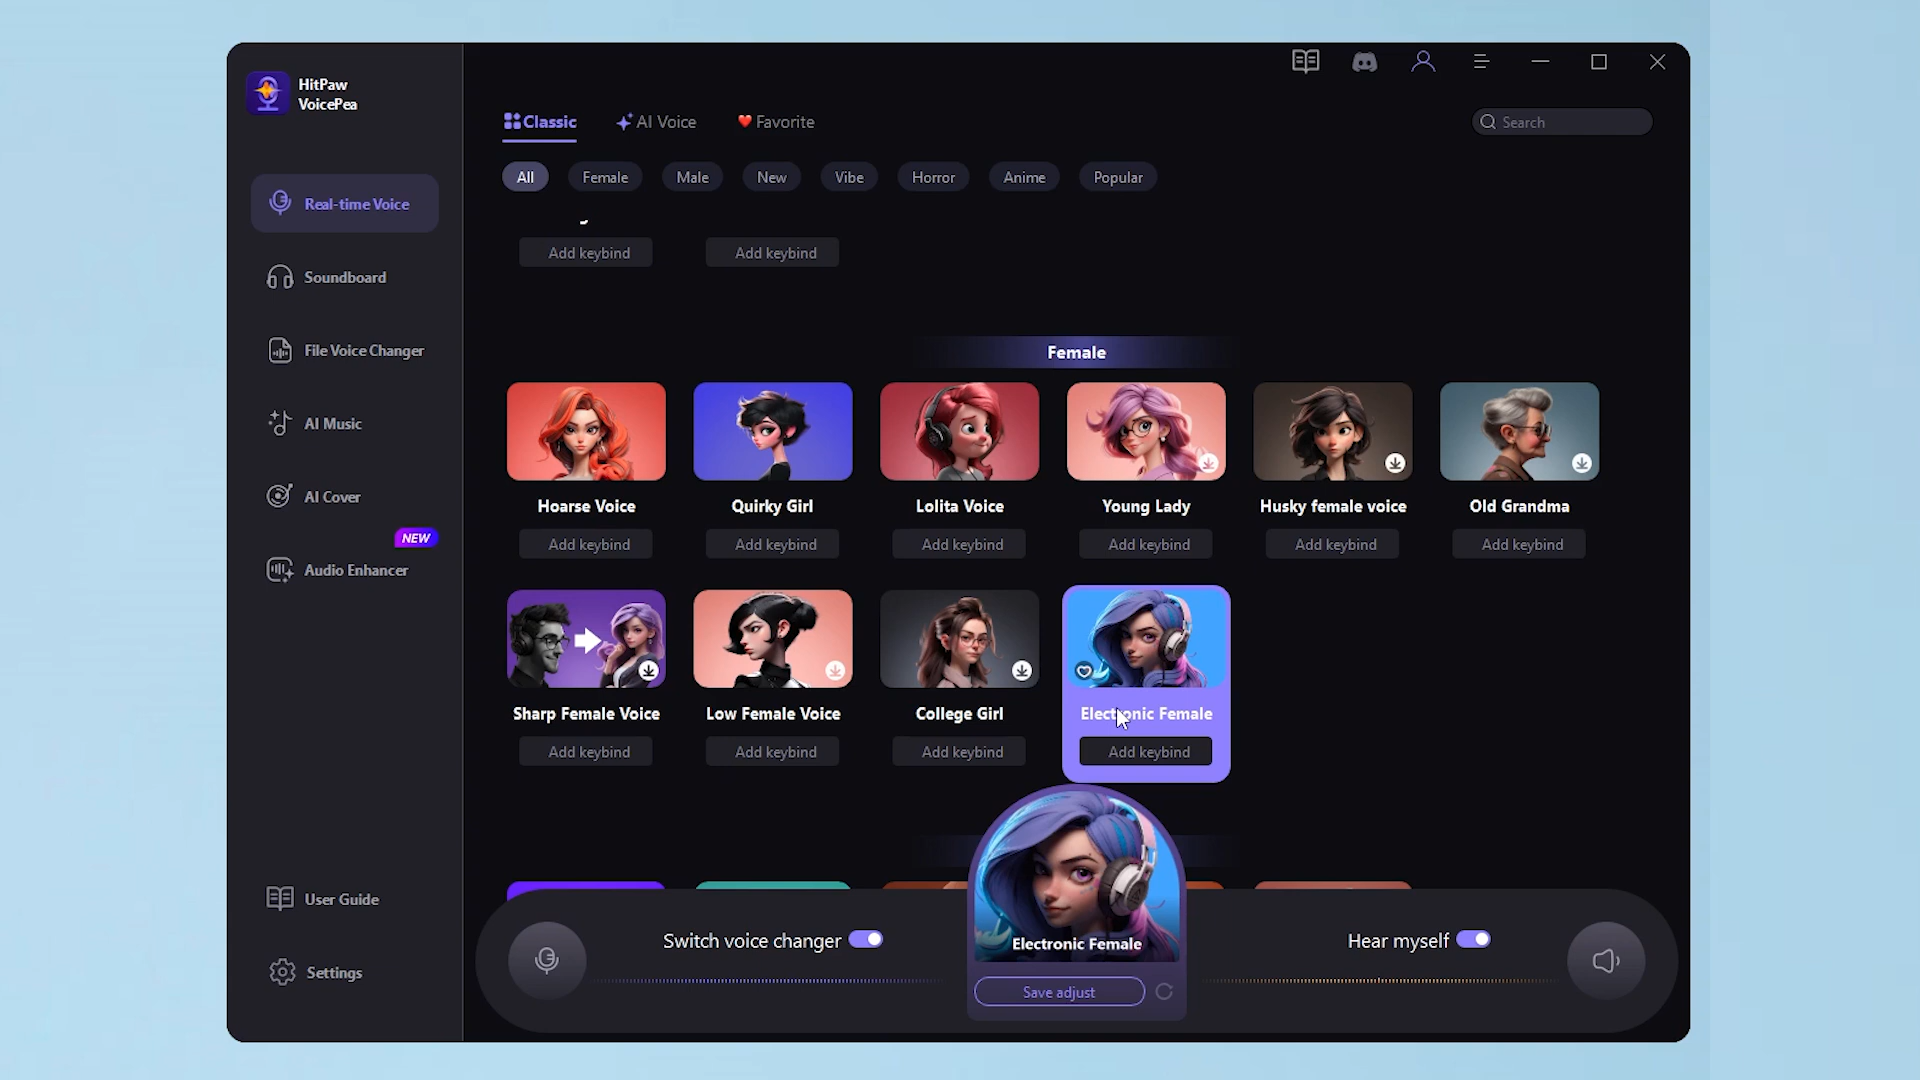 HitPaw
VoicePea
Classic
AI Voice
Favorite
Search
All
Female
Male
New
Vibe
Horror
Anime
Popular
Real-time Voice
Soundboard
File Voice Changer
AI Music
AI Cover
NEW
Audio Enhancer
User Guide
Settings
Add keybind
Add keybind
Female
Hoarse Voice
Quirky Girl
Lolita Voice
Young Lady
Husky female voice
Old Grandma
Add keybind
Add keybind
Add keybind
Add keybind
Add keybind
Add keybind
Sharp Female Voice
Low Female Voice
College Girl
Electronic Female
Add keybind
Add keybind
Add keybind
Add keybind
Switch voice changer
Electronic Female
Save adjust
Hear myself